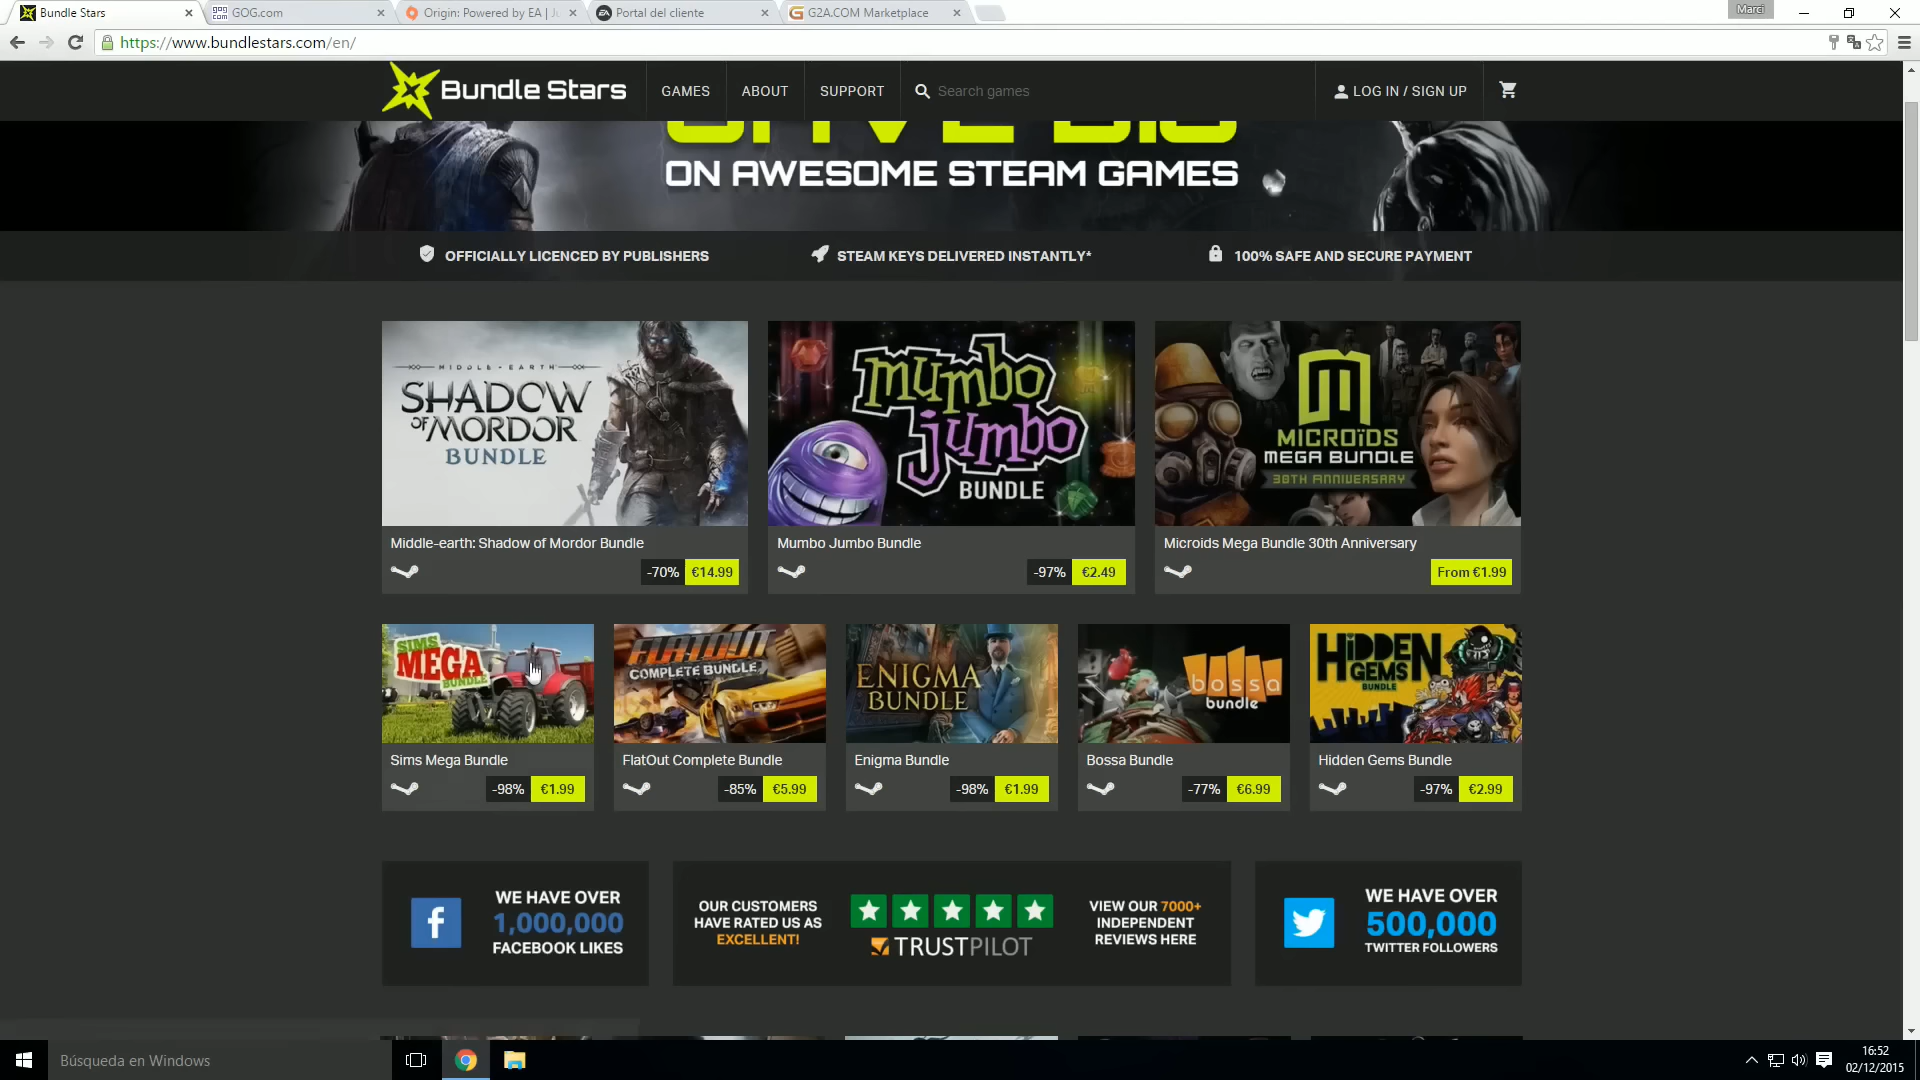 Bundle Stars
GOG.com
Origin: Powered by EA | Ju
Portal del cliente
G2A.COM Marketplace
Marci
https://www.bundlestars.com/en/
Bundle Stars
GAMES
ABOUT
SUPPORT
Search games
LOG IN / SIGN UP
SAVE BIG
ON AWESOME STEAM GAMES
OFFICIALLY LICENCED BY PUBLISHERS
STEAM KEYS DELIVERED INSTANTLY*
100% SAFE AND SECURE PAYMENT
MIDDLE-EARTH
SHADOW
OF MORDOR
BUNDLE
mumbo
jumbo
BUNDLE
MICROÏDS
MEGA BUNDLE
30TH ANNIVERSARY
Middle-earth: Shadow of Mordor Bundle
-70% €14.99
Mumbo Jumbo Bundle
-97% €2.49
Microids Mega Bundle 30th Anniversary
From €1.99
SIMS
MEGA
BUNDLE
FLATOUT
COMPLETE BUNDLE
ENIGMA
BUNDLE
bossa
bundle
HIDDEN
GEMS
BUNDLE
Sims Mega Bundle
-98% €1.99
FlatOut Complete Bundle
-85% €5.99
Enigma Bundle
-98% €1.99
Bossa Bundle
-77% €6.99
Hidden Gems Bundle
-97% €2.99
WE HAVE OVER
1,000,000
FACEBOOK LIKES
OUR CUSTOMERS
HAVE RATED US AS
EXCELLENT!
TRUSTPILOT
VIEW OUR 7000+
INDEPENDENT
REVIEWS HERE
WE HAVE OVER
500,000
TWITTER FOLLOWERS
Búsqueda en Windows
16:52
02/12/2015